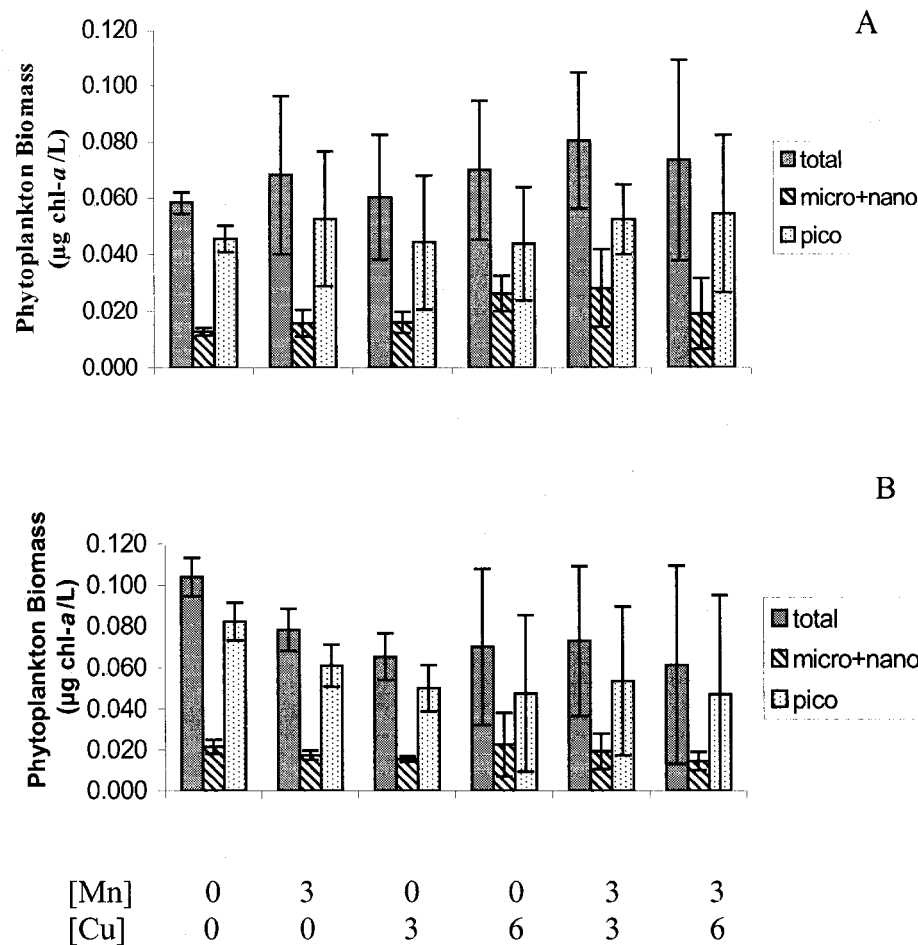 A
Phytoplankton Biomass
(µg chl-a/L)
0.120
0.100
0.080
0.060
0.040
0.020
0.000
total
micro+nano
pico
B
Phytoplankton Biomass
(µg chl-a/L)
0.120
0.100
0.080
0.060
0.040
0.020
0.000
total
micro+nano
pico
[Mn] 0 3 0 0 3 3
[Cu] 0 0 3 6 3 6